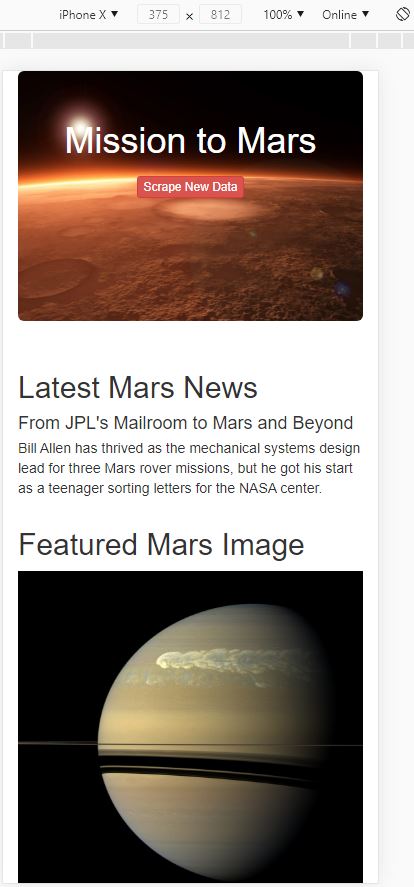 iPhone X ▼ 375 × 812 100% ▼ Online ▼
Mission to Mars
Scrape New Data
Latest Mars News
From JPL's Mailroom to Mars and Beyond
Bill Allen has thrived as the mechanical systems design
lead for three Mars rover missions, but he got his start
as a teenager sorting letters for the NASA center.
Featured Mars Image